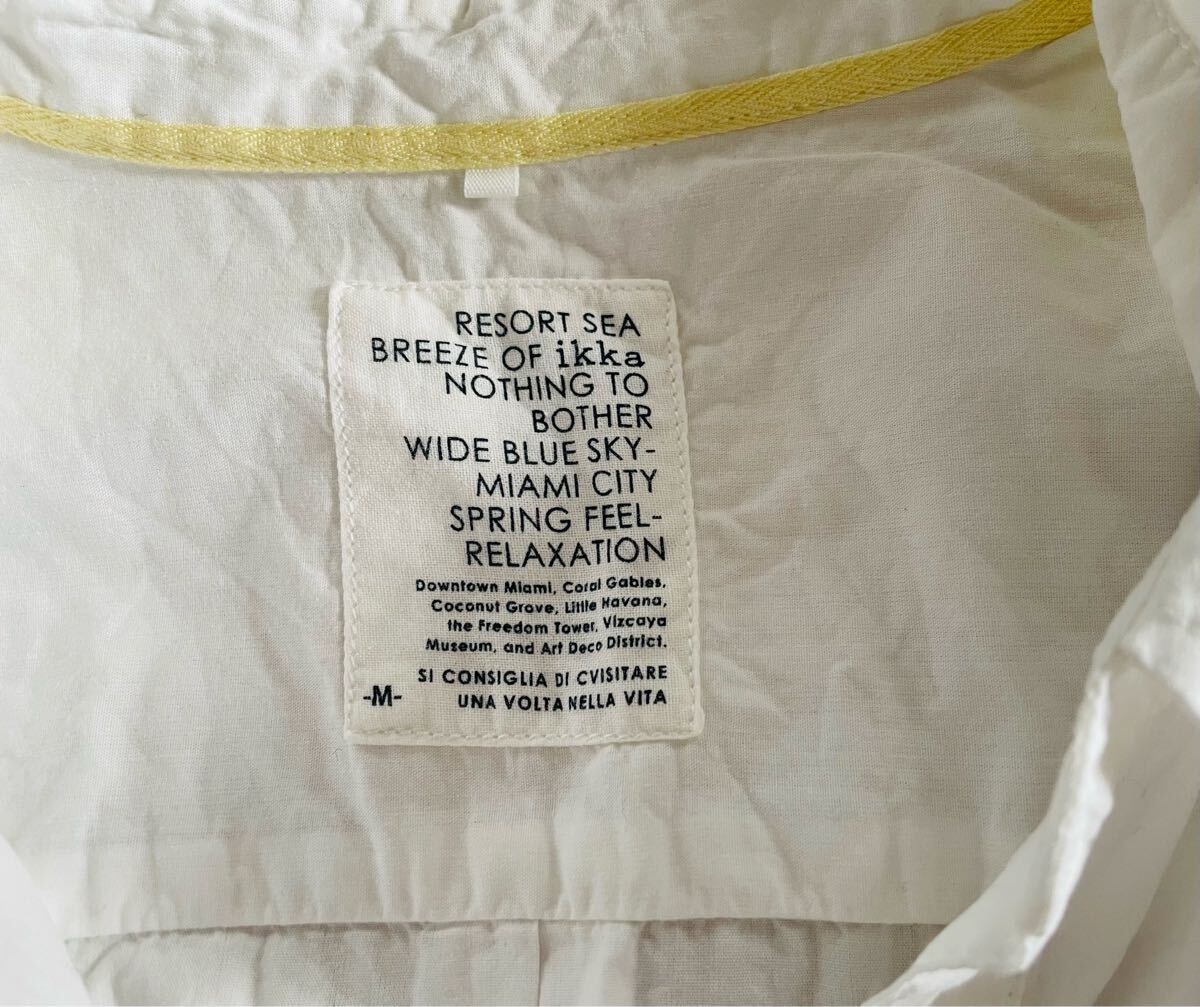 RESORT SEA
BREEZE OF ikka
NOTHING TO
BOTHER
WIDE BLUE SKY-
MIAMI CITY
SPRING FEEL-
RELAXATION
Downtown Miami, Coral Gables,
Coconut Grove, Little Havana,
the Freedom Tower, Vizcaya
Museum, and Art Deco District.
SI CONSIGLIA DI CVISITARE
UNA VOLTA NELLA VITA
-M-